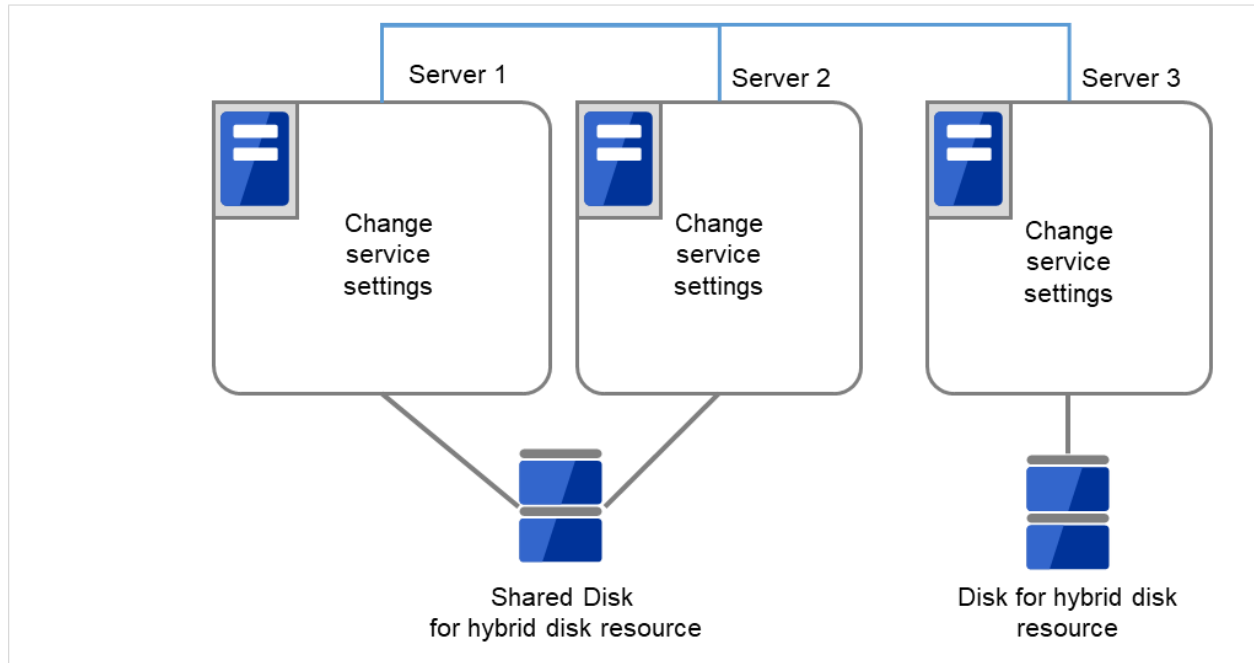 Server 1
Server 2
Server 3
Change
service
settings
Change
service
settings
Change
service
settings
Shared Disk
for hybrid disk resource
Disk for hybrid disk
resource